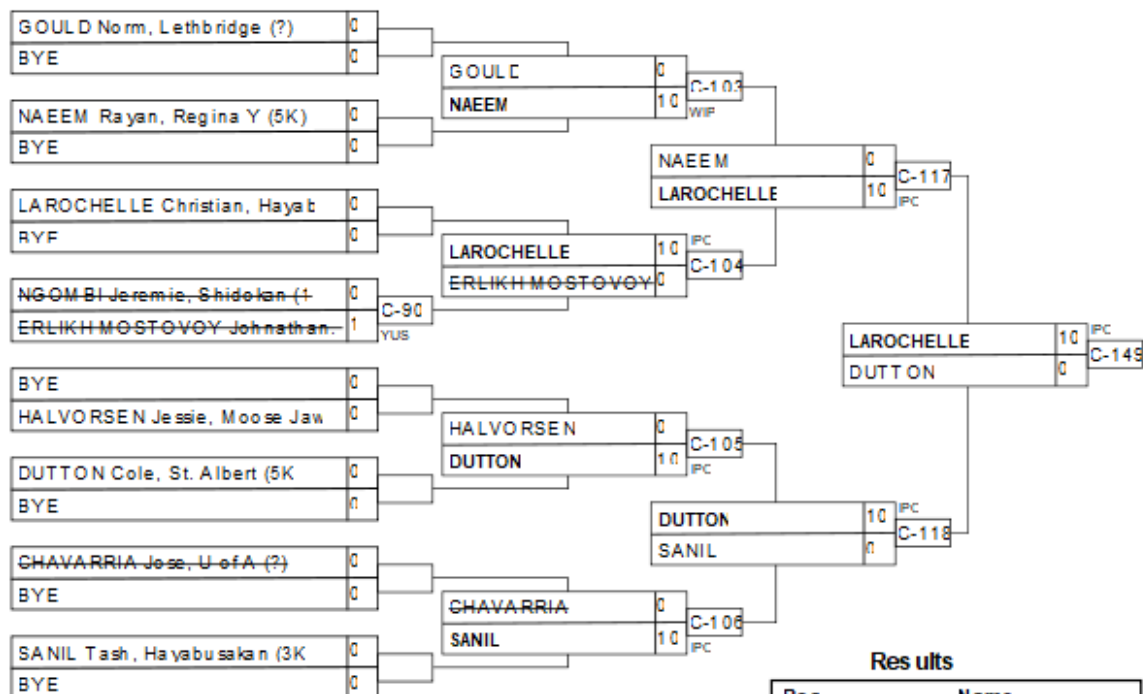 GOULD Norm, Lethbridge (?) 0
BYE 0
NAEEM Rayan, Regina Y (5K) 0
BYE 0
LAROCHELLE Christian, Hayab 0
BYE 0
NGOMBI Jeremie, Shidokan (1 0
ERLIKH MOSTOVOY Johnathan. 1
C-90
YUS
BYE 0
HALVORSEN Jessie, Moose Jaw 0
DUTTON Cole, St. Albert (5K 0
BYE 0
CHAVARRIA Jose, U of A (?) 0
BYE 0
SANIL Tash, Hayabusakan (3K 0
BYE 0
GOULD 0
NAEEM 10
C-103
WIF
LAROCHELLE 10
ERLIKH MOSTOVOY 0
IPC
C-104
HALVORSEN 0
DUTTON 10
C-105
IPC
CHAVARRIA 0
SANIL 10
C-106
IPC
NAEEM 0
LAROCHELLE 10
C-117
IPC
DUTTON 10
SANIL 0
IPC
C-118
LAROCHELLE 10
DUTTON 0
IPC
C-149
Results
Name